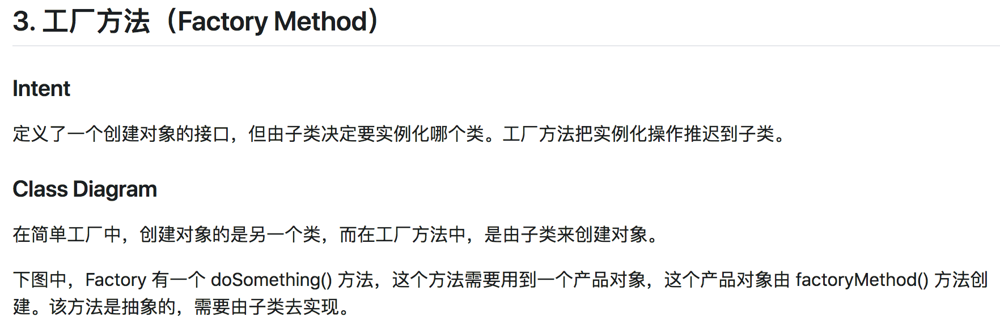 3. 工厂方法（Factory Method）
Intent
定义了一个创建对象的接口，但由子类决定要实例化哪个类。工厂方法把实例化操作推迟到子类。
Class Diagram
在简单工厂中，创建对象的是另一个类，而在工厂方法中，是由子类来创建对象。
下图中，Factory 有一个 doSomething() 方法，这个方法需要用到一个产品对象，这个产品对象由 factoryMethod() 方法创
建。该方法是抽象的，需要由子类去实现。